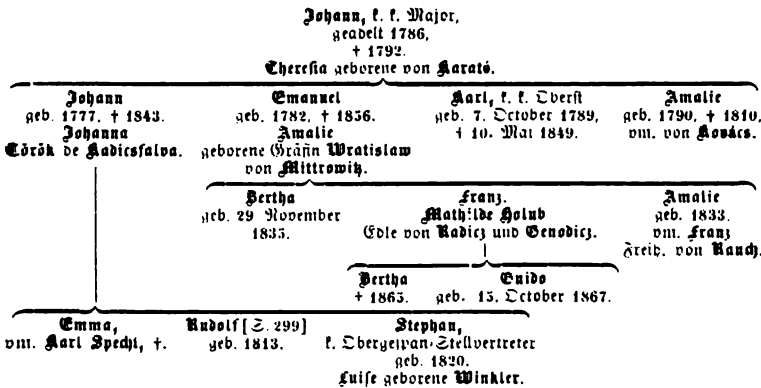 Johann, k. k. Major,
geadelt 1786,
† 1792.
Theresia geborene von Karató.
Johann
geb. 1777, † 1843.
Johanna
Török de Kadicsfalva.
Emanuel
geb. 1782, † 1856.
Amalie
geborene Gräfin Wratislaw
von Mittrowitz.
Karl, k. k. Oberst
geb. 7. October 1789,
† 10. Mai 1849.
Amalie
geb. 1790, † 1810,
vm. von Kovács.
Bertha
geb. 29 November
1835.
Franz.
Mathilde Holub
Edle von Radicz und Genodicz.
Amalie
geb. 1833.
vm. Franz
Freih. von Rauch.
Bertha
† 1865.
Guido
geb. 15. October 1867.
Emma,
vm. Karl Specht, †.
Rudolf [S. 299]
geb. 1813.
Stephan,
k. Obergespan-Stellvertreter
geb. 1820.
Luise geborene Winkler.